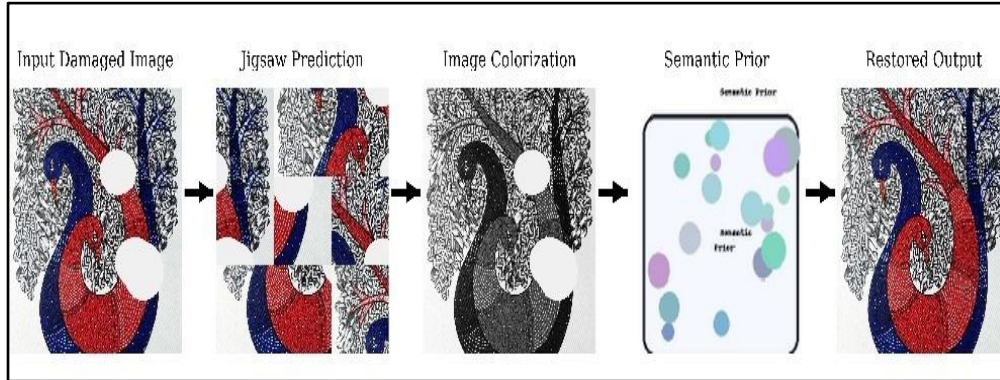 Input Damaged Image
Jigsaw Prediction
Image Colorization
Semantic Prior
Restored Output
Semantic Prior
Semantic
Prior